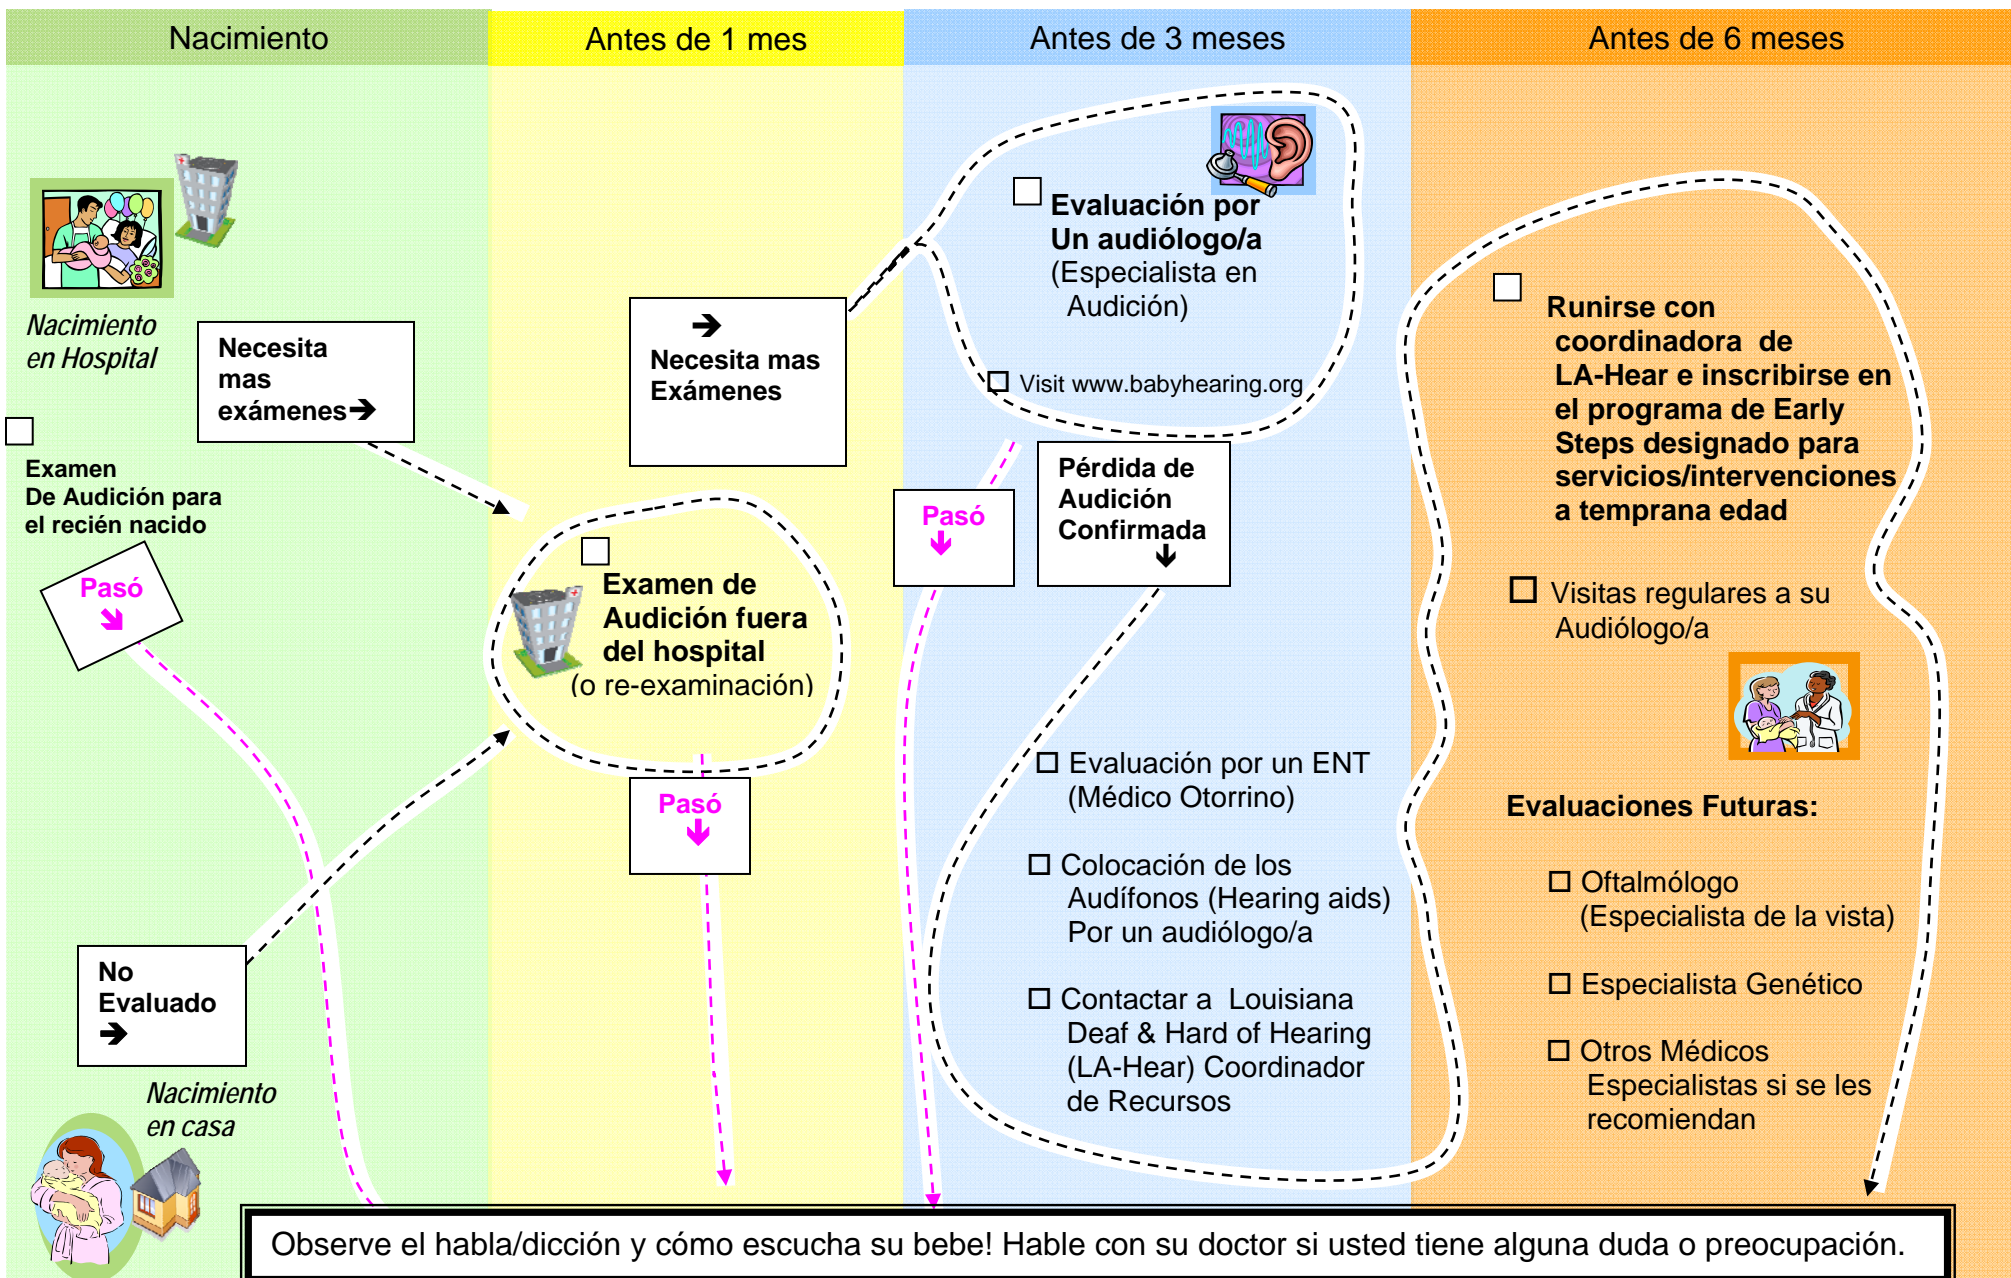 Nacimiento
Antes de 1 mes
Antes de 3 meses
Antes de 6 meses
Nacimiento
en Hospital
Necesita
mas
exámenes➔
Examen
De Audición para
el recién nacido
Pasó
No
Evaluado
➔
Nacimiento
en casa
➔
Necesita mas
Exámenes
Examen de
Audición fuera
del hospital
(o re-examinación)
Pasó
Evaluación por
Un audiólogo/a
(Especialista en
Audición)
Visit www.babyhearing.org
Pasó
Pérdida de
Audición
Confirmada
Evaluación por un ENT
(Médico Otorrino)
Colocación de los
Audífonos (Hearing aids)
Por un audiólogo/a
Contactar a Louisiana
Deaf & Hard of Hearing
(LA-Hear) Coordinador
de Recursos
Runirse con
coordinadora de
LA-Hear e inscribirse en
el programa de Early
Steps designado para
servicios/intervenciones
a temprana edad
Visitas regulares a su
Audiólogo/a
Evaluaciones Futuras:
Oftalmólogo
(Especialista de la vista)
Especialista Genético
Otros Médicos
Especialistas si se les
recomiendan
Observe el habla/dicción y cómo escucha su bebe! Hable con su doctor si usted tiene alguna duda o preocupación.